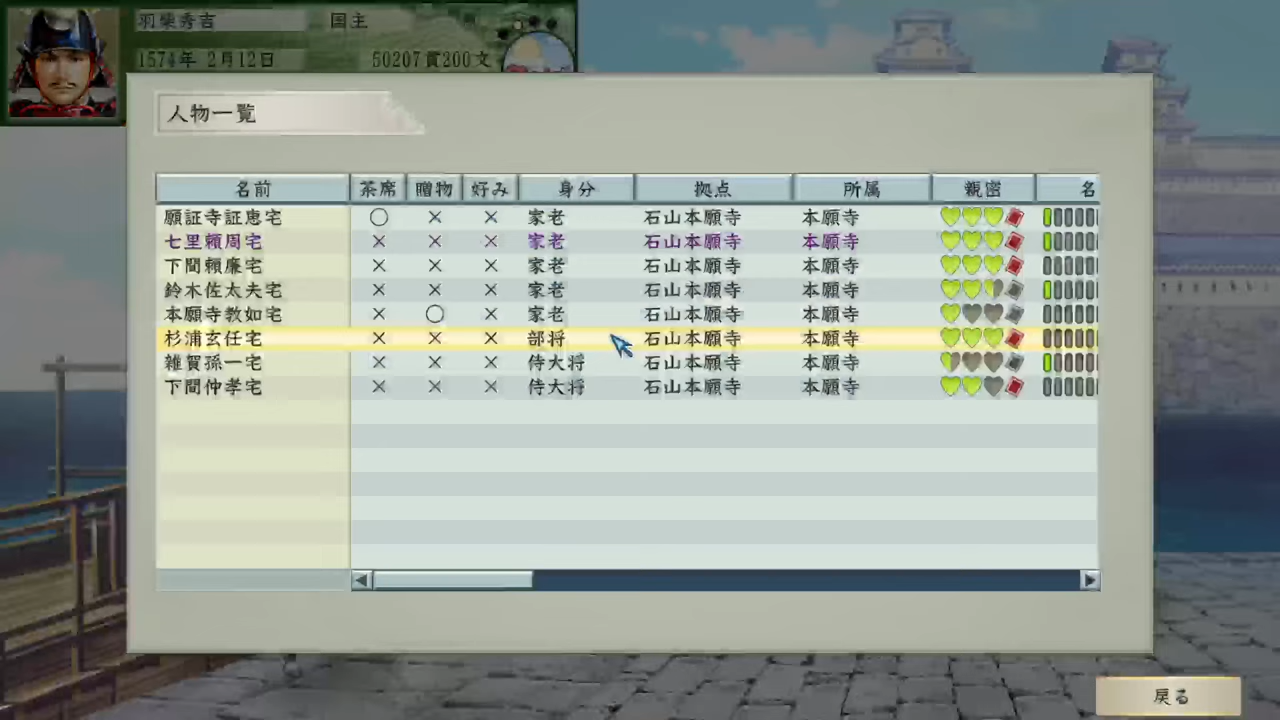 羽柴秀吉 国主
1574年 2月12日 50207貫200文
人物一覧
名前 茶席 贈物 好み 身分 拠点 所属 親密 名
願証寺証恵宅 ○ × × 家老 石山本願寺 本願寺
七里頼周宅 × × × 家老 石山本願寺 本願寺
下間頼廉宅 × × × 家老 石山本願寺 本願寺
鈴木佐太夫宅 × × × 家老 石山本願寺 本願寺
本願寺教如宅 × ○ × 家老 石山本願寺 本願寺
杉浦玄任宅 × × × 部将 石山本願寺 本願寺
雑賀孫一宅 × × × 侍大将 石山本願寺 本願寺
下間仲孝宅 × × × 侍大将 石山本願寺 本願寺
戻る